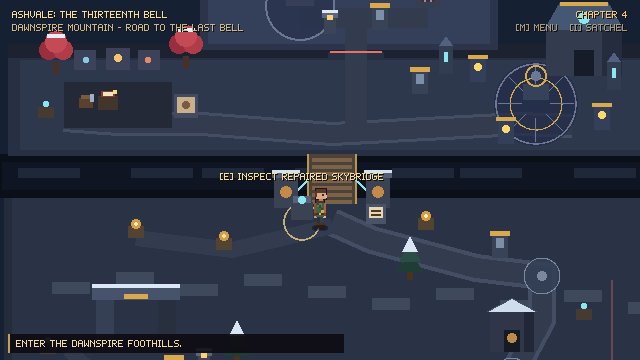 ASHVALE: THE THIRTEENTH BELL
DAWNSPIRE MOUNTAIN - ROAD TO THE LAST BELL
CHAPTER 4
[M] MENU [I] SATCHEL
[E] INSPECT REPAIRED SKYBRIDGE
ENTER THE DAWNSPIRE FOOTHILLS.